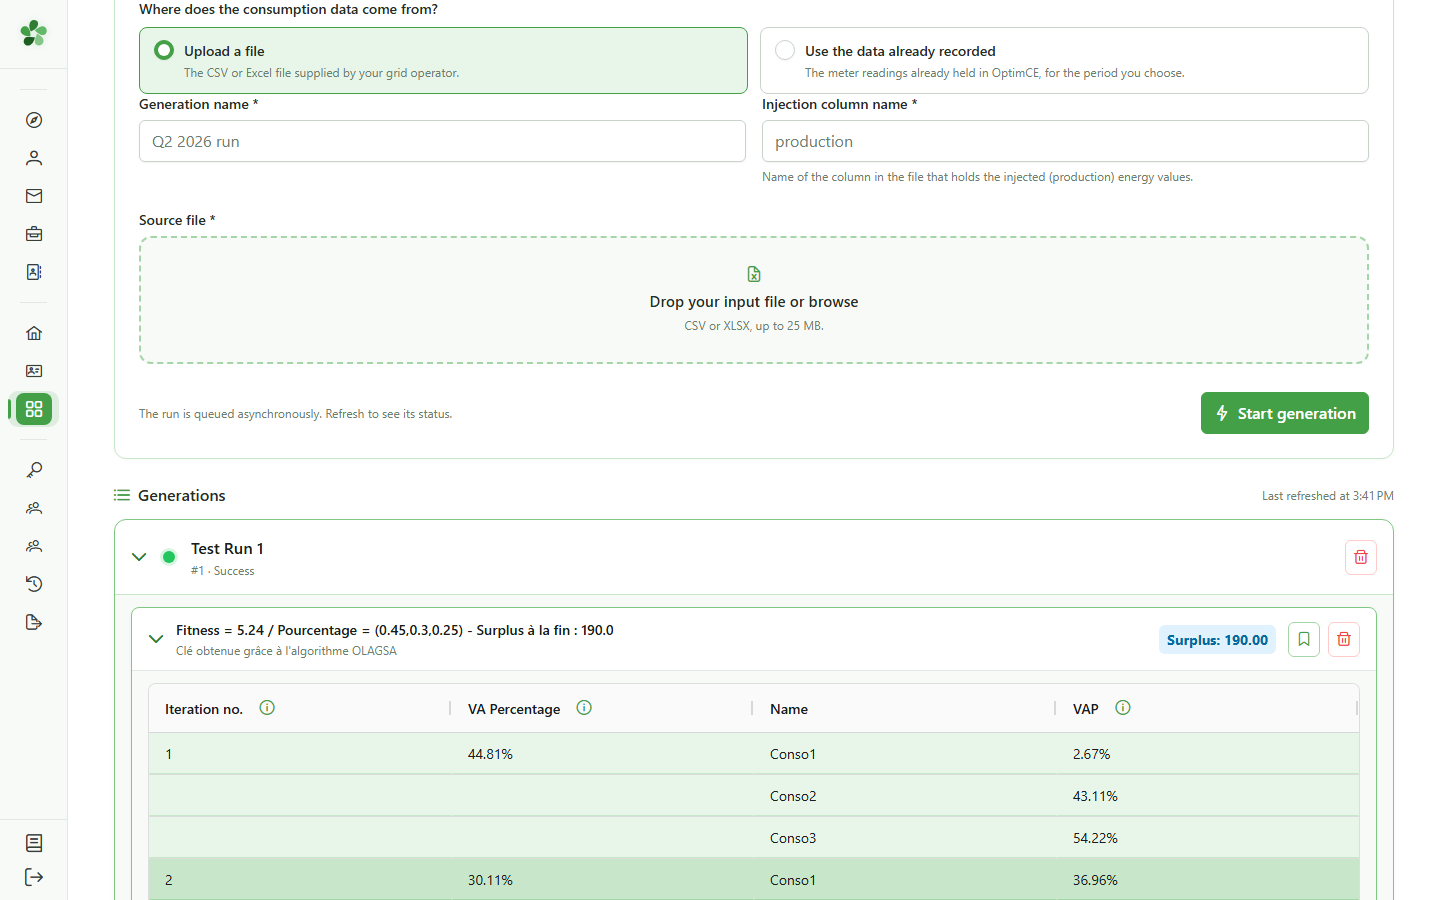 Where does the consumption data come from?
Upload a file
The CSV or Excel file supplied by your grid operator.
Use the data already recorded
The meter readings already held in OptimCE, for the period you choose.
Generation name *
Injection column name *
Q2 2026 run
production
Name of the column in the file that holds the injected (production) energy values.
Source file *
Drop your input file or browse
CSV or XLSX, up to 25 MB.
The run is queued asynchronously. Refresh to see its status.
Start generation
Generations
Last refreshed at 3:41 PM
Test Run 1
#1 · Success
Fitness = 5.24 / Pourcentage = (0.45,0.3,0.25) - Surplus à la fin : 190.0
Clé obtenue grâce à l'algorithme OLAGSA
Surplus: 190.00
Iteration no. VA Percentage Name VAP
1 44.81% Conso1 2.67%
Conso2 43.11%
Conso3 54.22%
2 30.11% Conso1 36.96%